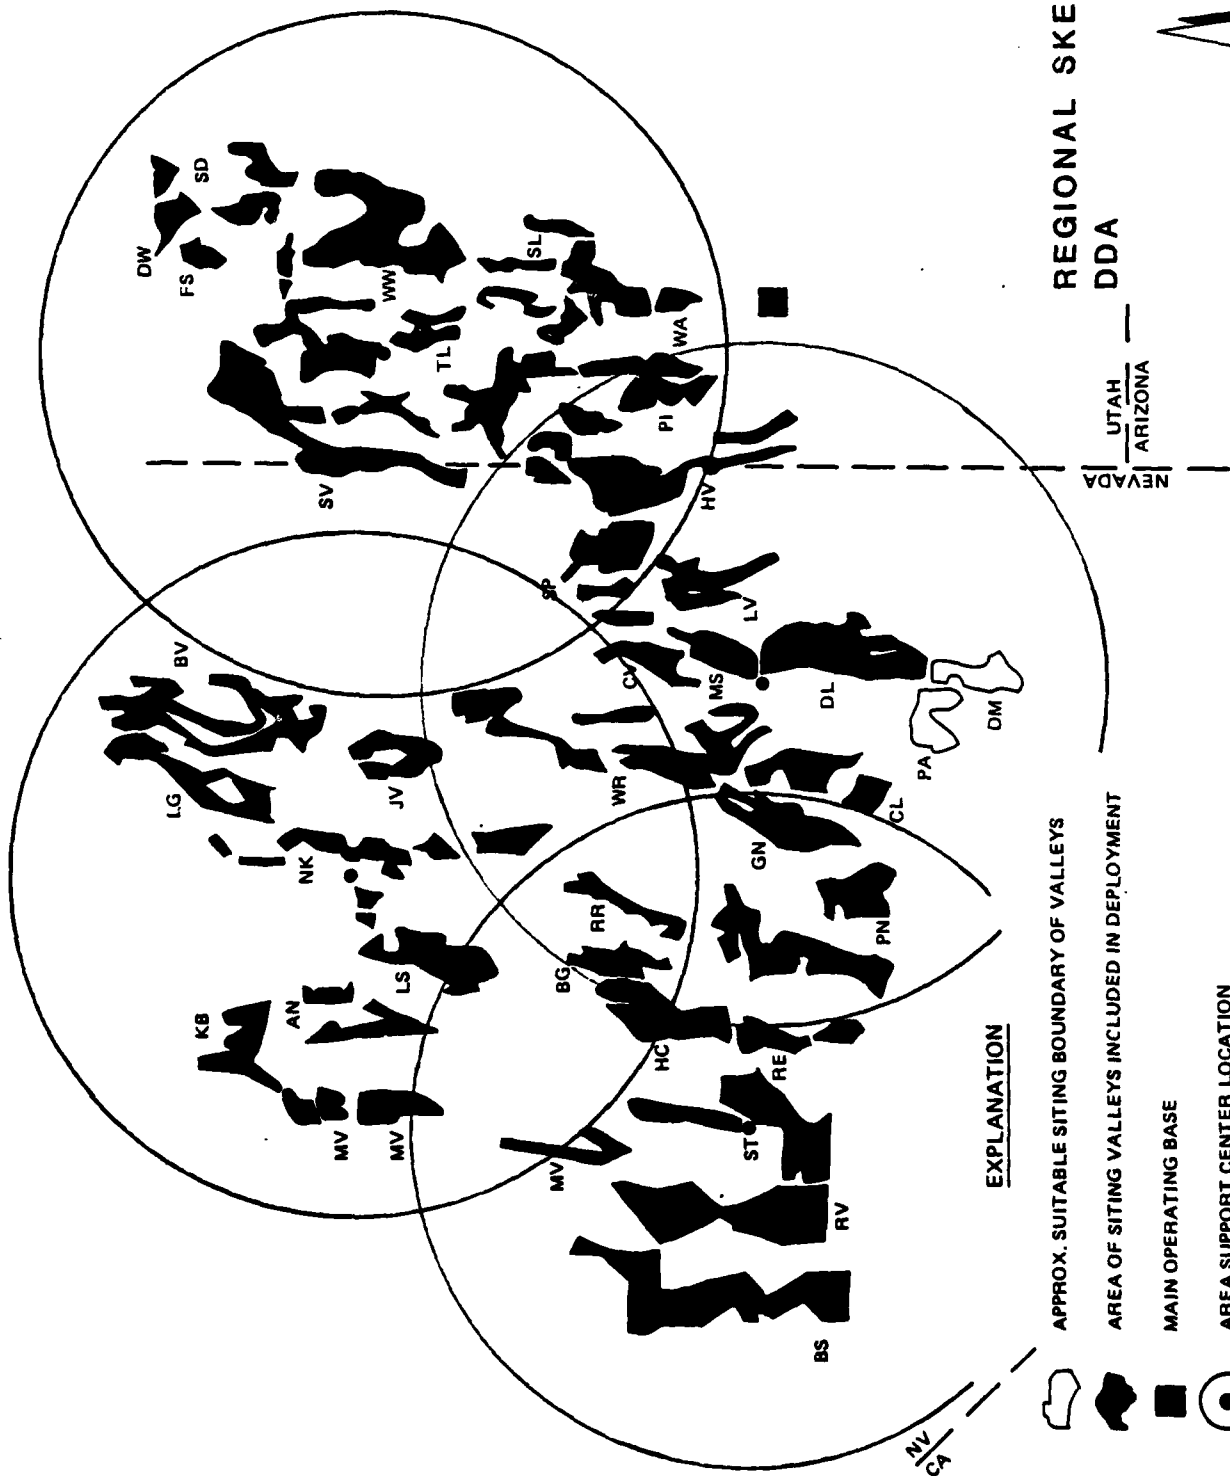 REGIONAL SKE
DDA
DW
SD
FS
WW
SL
TL
WA
SV
PI
HV
BV
LG
JV
NK
LV
CV
MS
DL
DM
PA
WR
CL
GN
RR
PN
BG
LS
AN
KB
HC
RE
MV
MV
MV
ST
RV
BS
UTAH
ARIZONA
NEVADA
NV
CA
EXPLANATION
APPROX. SUITABLE SITING BOUNDARY OF VALLEYS
AREA OF SITING VALLEYS INCLUDED IN DEPLOYMENT
MAIN OPERATING BASE
AREA SUPPORT CENTER LOCATION